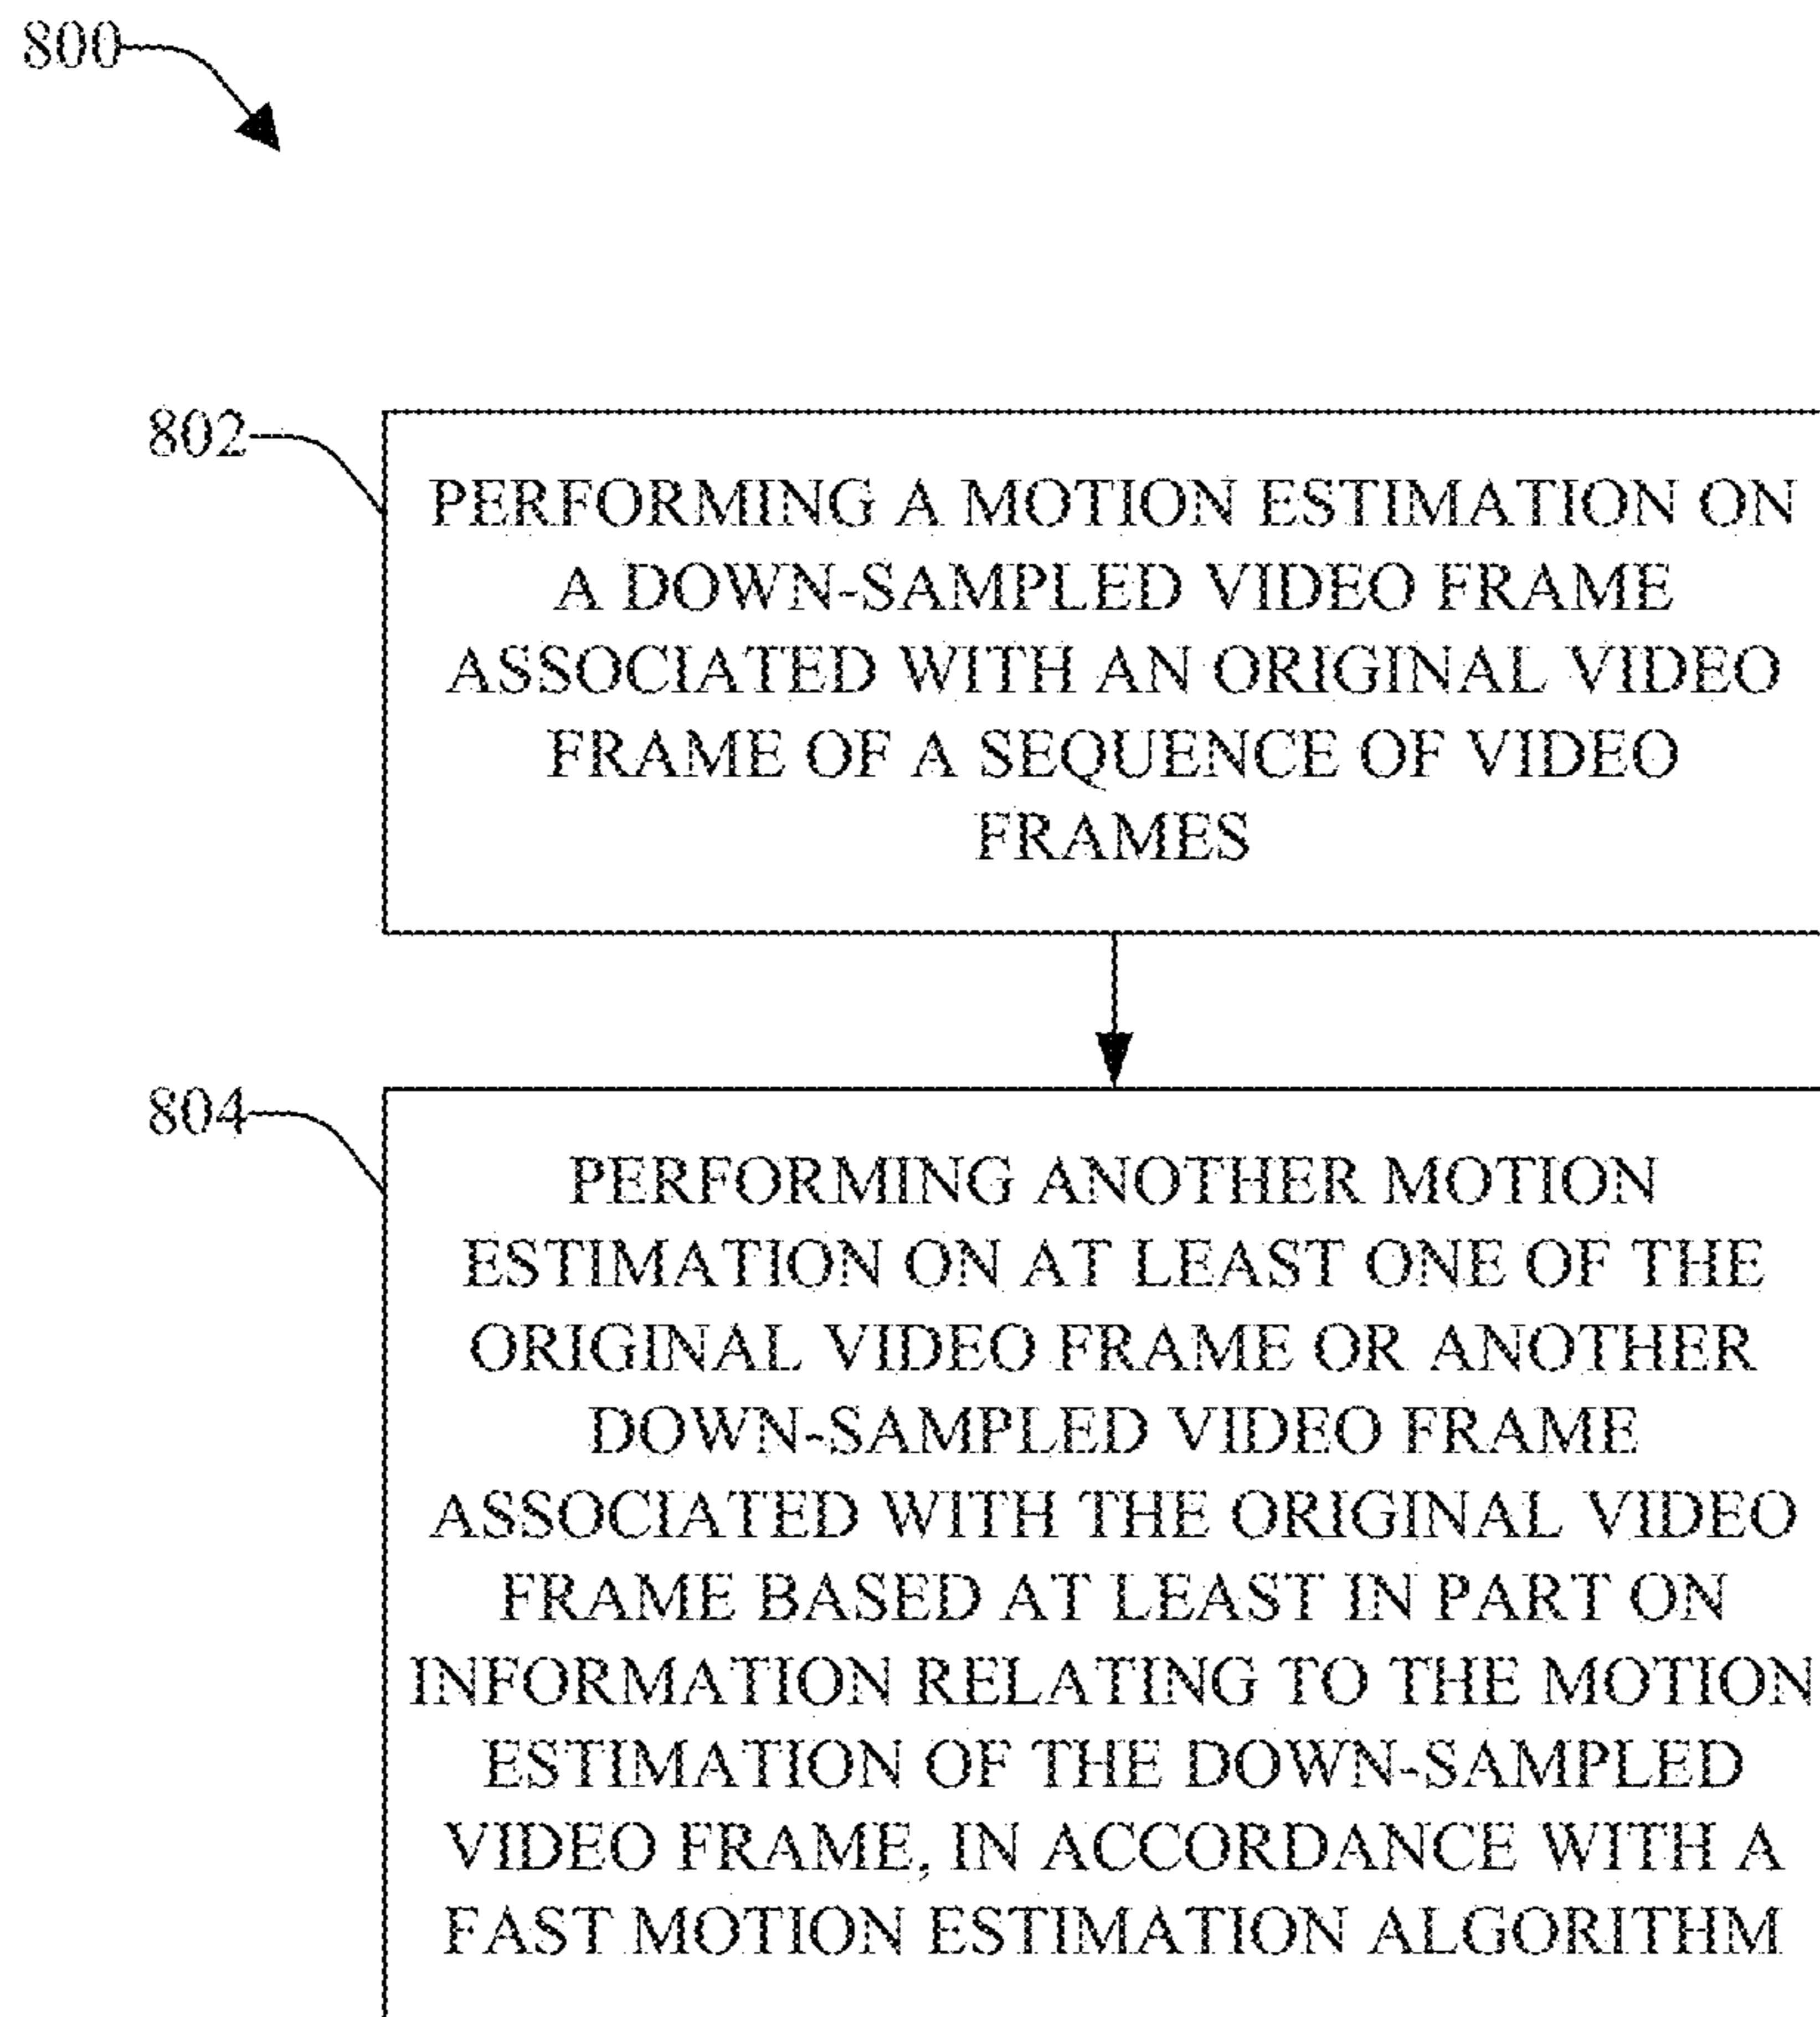 800
802
PERFORMING A MOTION ESTIMATION ON
A DOWN-SAMPLED VIDEO FRAME
ASSOCIATED WITH AN ORIGINAL VIDEO
FRAME OF A SEQUENCE OF VIDEO
FRAMES
804
PERFORMING ANOTHER MOTION
ESTIMATION ON AT LEAST ONE OF THE
ORIGINAL VIDEO FRAME OR ANOTHER
DOWN-SAMPLED VIDEO FRAME
ASSOCIATED WITH THE ORIGINAL VIDEO
FRAME BASED AT LEAST IN PART ON
INFORMATION RELATING TO THE MOTION
ESTIMATION OF THE DOWN-SAMPLED
VIDEO FRAME, IN ACCORDANCE WITH A
FAST MOTION ESTIMATION ALGORITHM